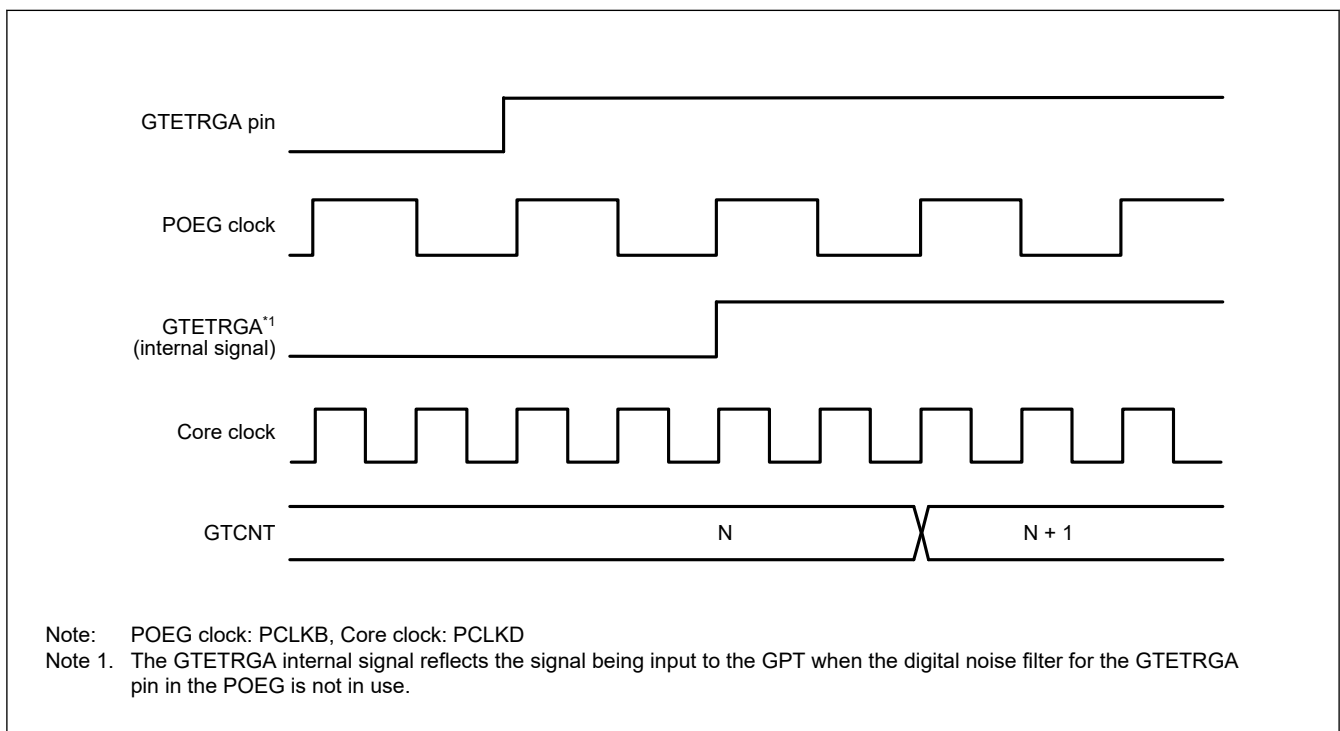 GTETRGA pin
POEG clock
GTETRGA*1
(internal signal)
Core clock
GTCNT N N + 1
Note: POEG clock: PCLKB, Core clock: PCLKD
Note 1. The GTETRGA internal signal reflects the signal being input to the GPT when the digital noise filter for the GTETRGA
pin in the POEG is not in use.